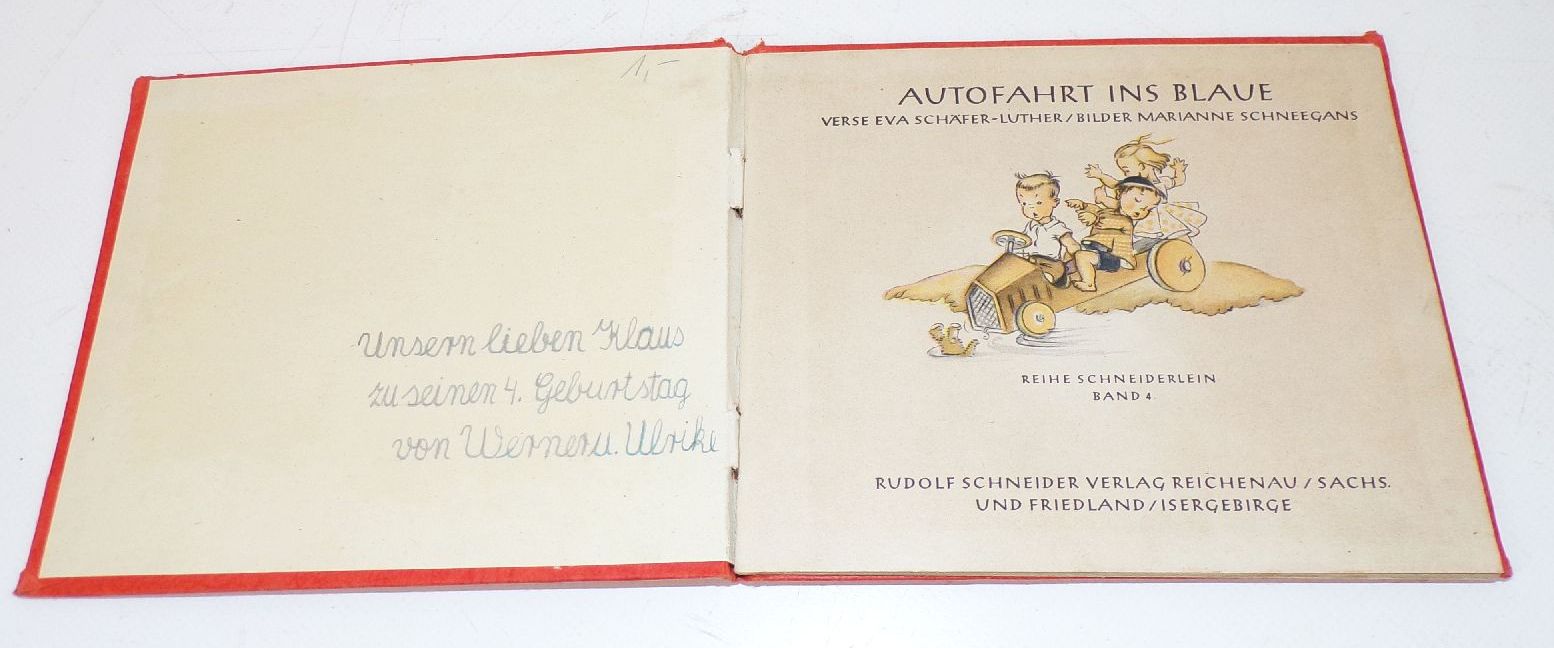 1,-
Unsern lieben Klaus
zu seinen 4. Geburtstag
von Werner u. Ulrike
AUTOFAHRT INS BLAUE
VERSE EVA SCHÄFER-LUTHER/BILDER MARIANNE SCHNEEGANS
REIHE SCHNEIDERLEIN
BAND 4
RUDOLF SCHNEIDER VERLAG REICHENAU/SACHS.
UND FRIEDLAND/ISERGEBIRGE